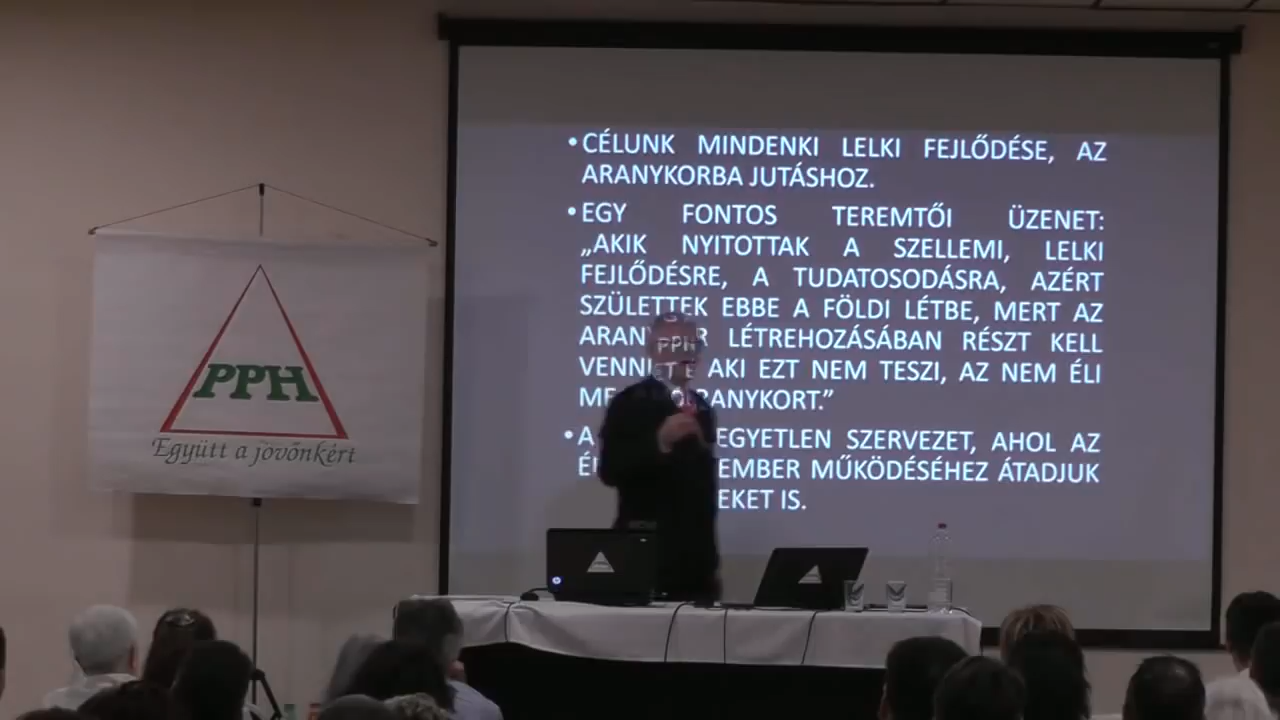 • CÉLUNK MINDENKI LELKI FEJLŐDÉSE, AZ
ARANYKORBA JUTÁSHOZ.
• EGY FONTOS TEREMTŐI ÜZENET:
„AKIK NYITOTTAK A SZELLEMI, LELKI
FEJLŐDÉSRE, A TUDATOSODÁSRA, AZÉRT
SZÜLETTEK EBBE A FÖLDI LÉTBE, MERT AZ
LÉTREHOZÁSÁBAN RÉSZT KELL
AKI EZT NEM TESZI, AZ NEM ÉLI
RANYKORT.”
• A EGYETLEN SZERVEZET, AHOL AZ
EMBER MŰKÖDÉSÉHEZ ÁTADJUK
EKET IS.
PPH
PPH
Együtt a jövőnkért